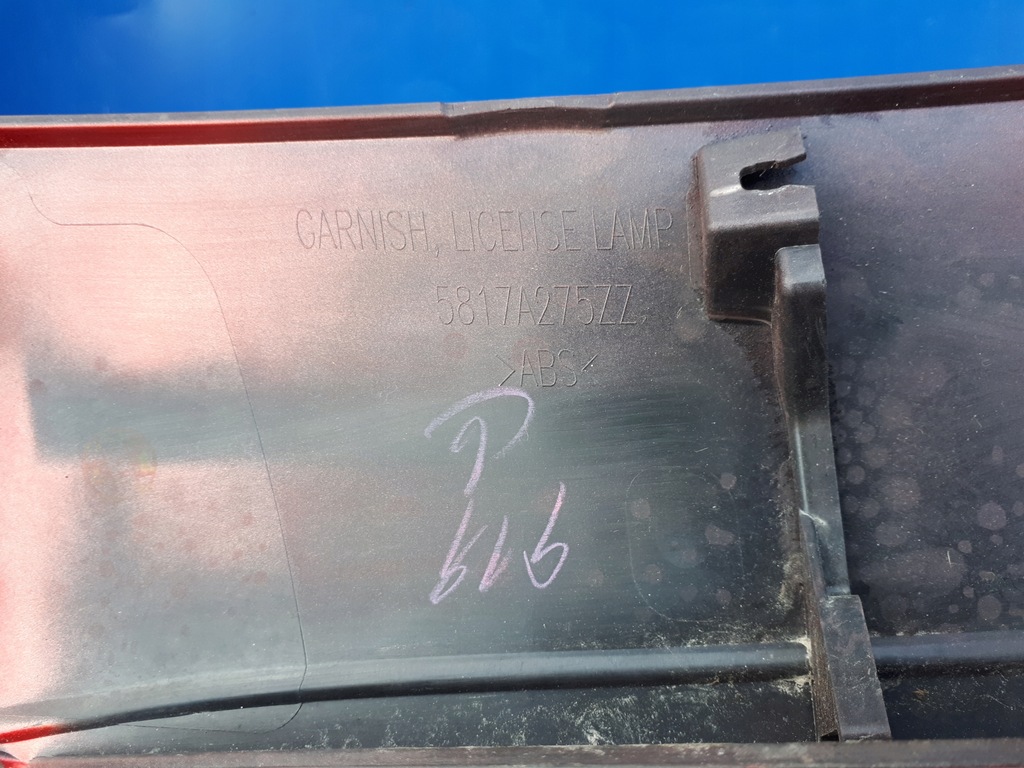 GARNISH, LICENSE LAMP
5817A275ZZ
>ABS<